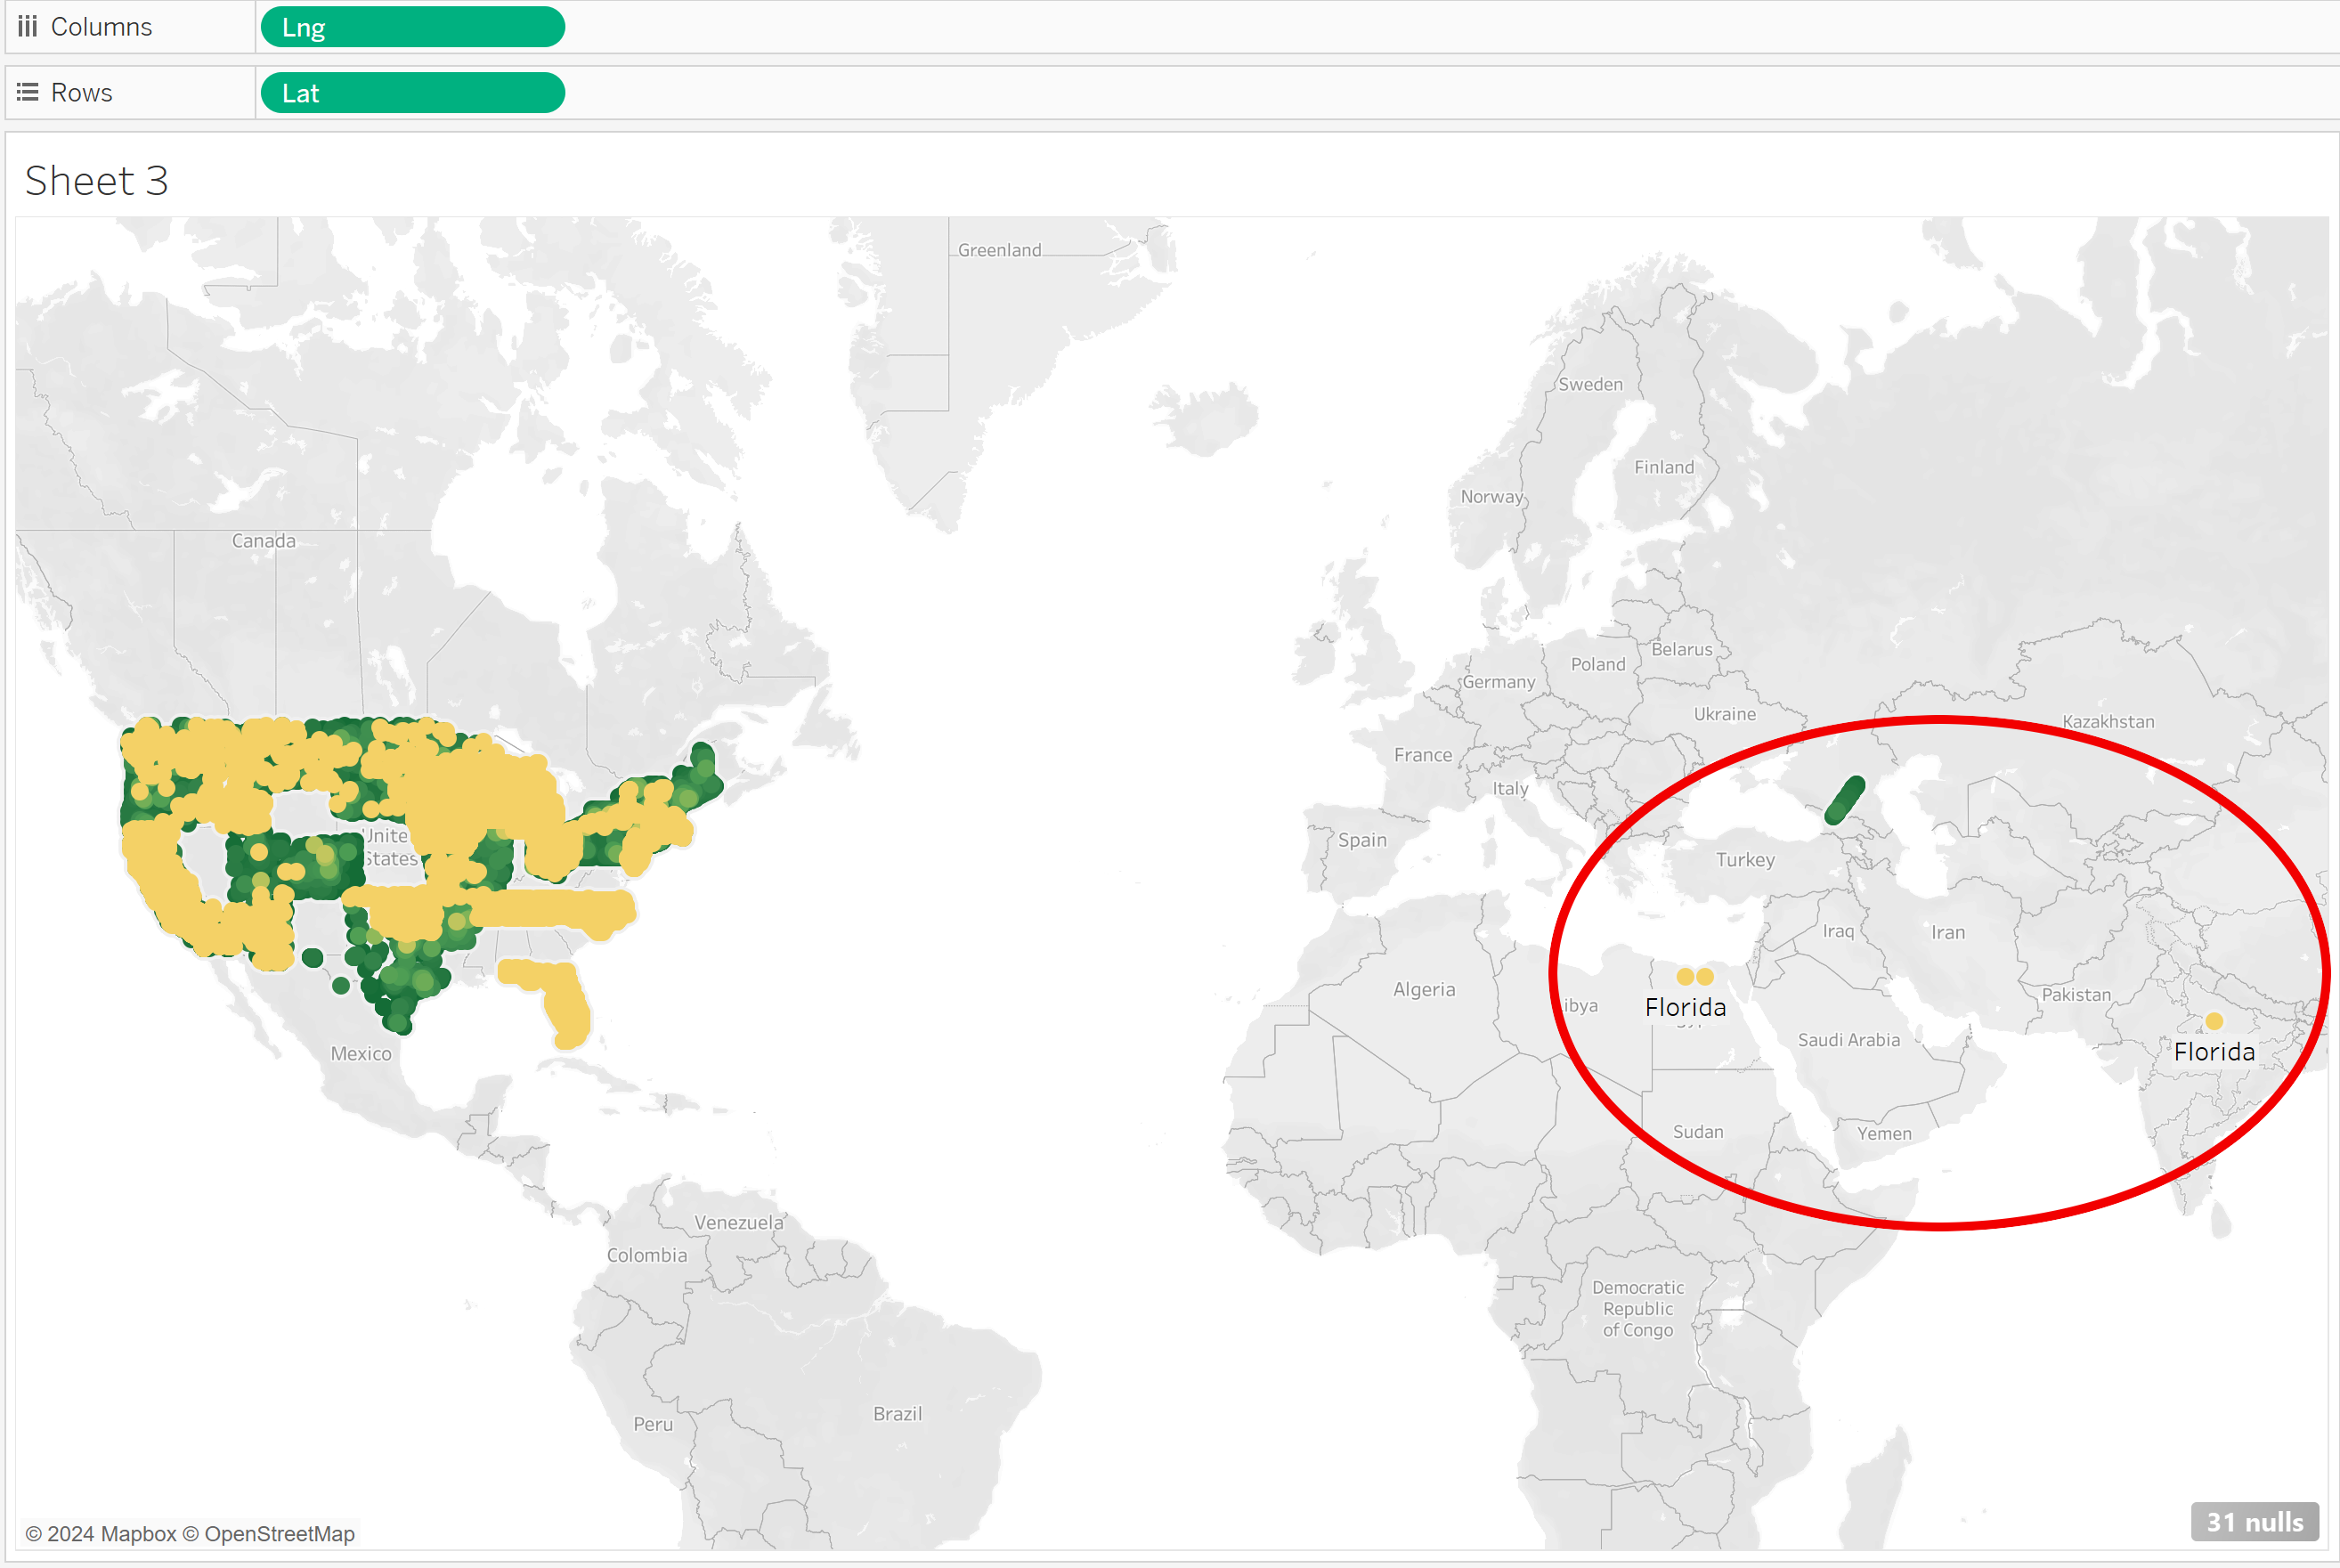 Columns
Lng
Rows
Lat
Sheet 3
Greenland
Sweden
Finland
Norway
Canada
Belarus
Poland
Germany
Ukraine
Kazakhstan
France
Italy
Unite
States
Spain
Turkey
Iraq
Iran
Algeria
Pakistan
ibya
Florida
Saudi Arabia
Florida
Mexico
Sudan
Yemen
Venezuela
Colombia
Democratic
Republic
of Congo
Brazil
Peru
© 2024 Mapbox © OpenStreetMap
31 nulls